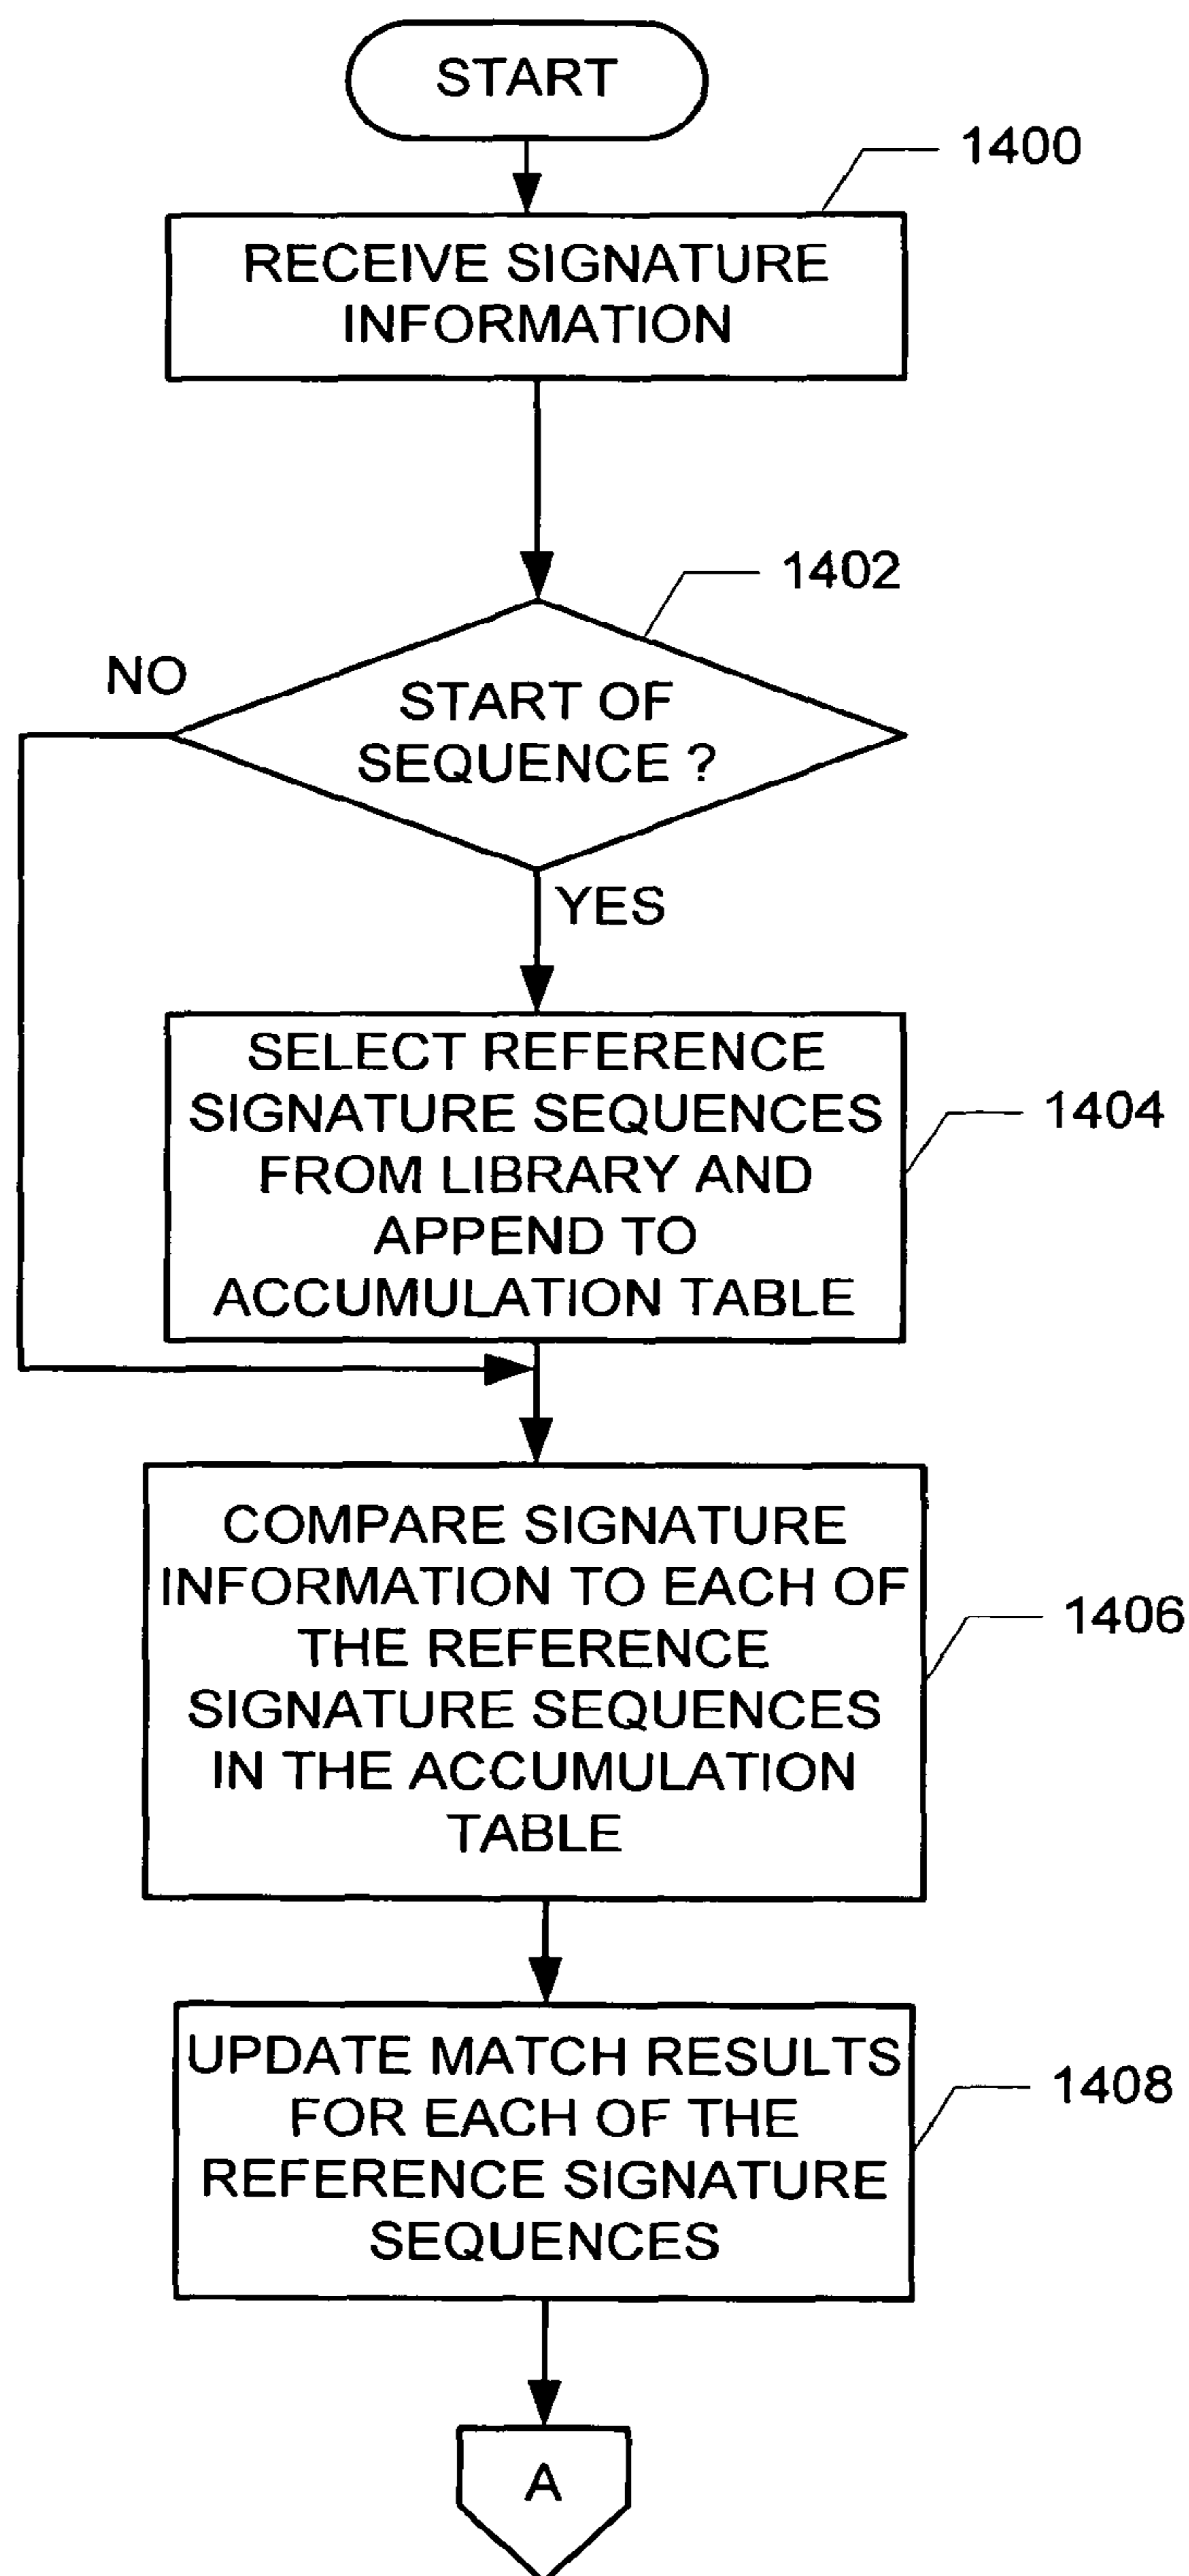 START
1400
RECEIVE SIGNATURE
INFORMATION
1402
NO
START OF
SEQUENCE ?
YES
SELECT REFERENCE
SIGNATURE SEQUENCES
FROM LIBRARY AND
APPEND TO
ACCUMULATION TABLE
1404
COMPARE SIGNATURE
INFORMATION TO EACH OF
THE REFERENCE
SIGNATURE SEQUENCES
IN THE ACCUMULATION
TABLE
1406
UPDATE MATCH RESULTS
FOR EACH OF THE
REFERENCE SIGNATURE
SEQUENCES
1408
A